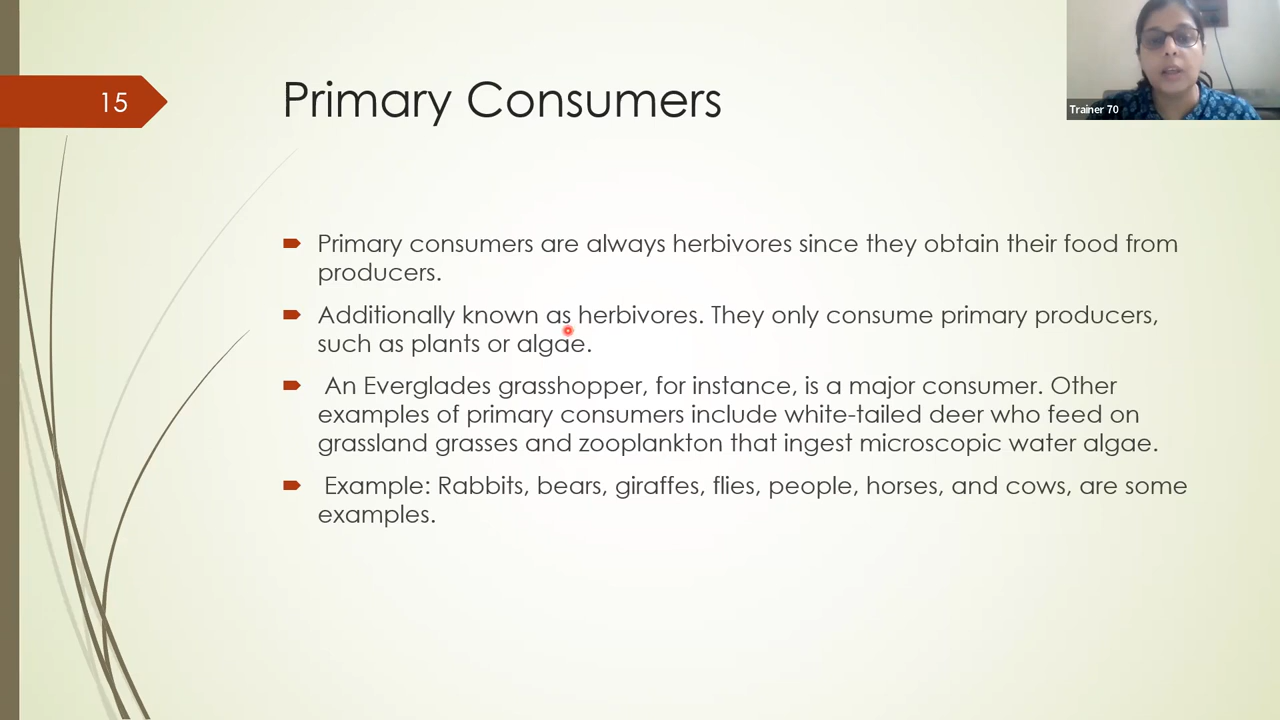 15
Primary Consumers
Trainer 70
Primary consumers are always herbivores since they obtain their food from
producers.
Additionally known as herbivores. They only consume primary producers,
such as plants or algae.
An Everglades grasshopper, for instance, is a major consumer. Other
examples of primary consumers include white-tailed deer who feed on
grassland grasses and zooplankton that ingest microscopic water algae.
Example: Rabbits, bears, giraffes, flies, people, horses, and cows, are some
examples.